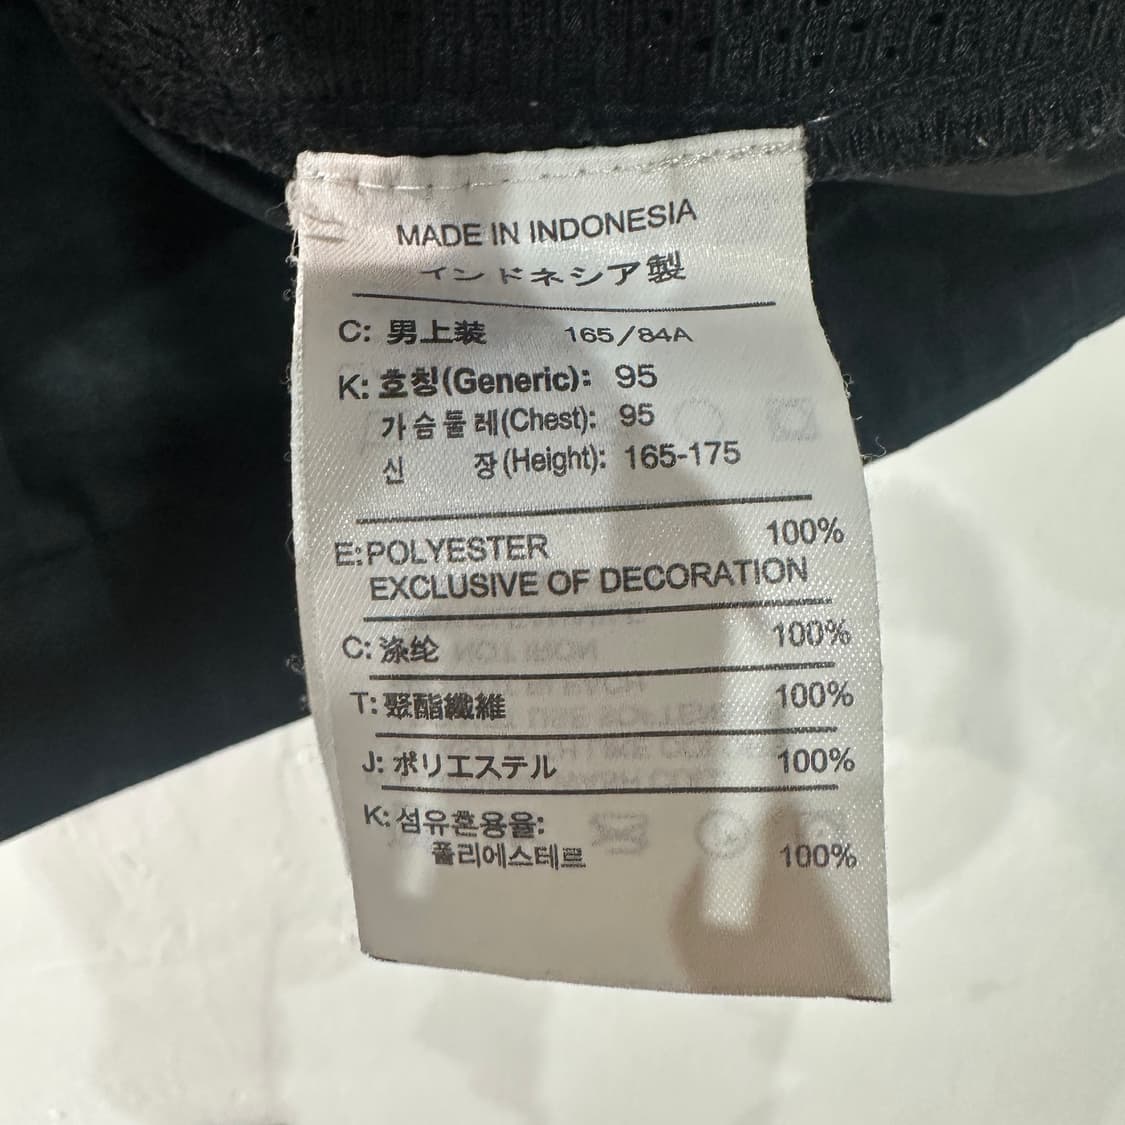 MADE IN INDONESIA
インドネシア製
C: 男上装 165/84A
K: 호칭(Generic): 95
가슴둘레(Chest): 95
신 장(Height): 165-175
E:POLYESTER 100%
EXCLUSIVE OF DECORATION
C: 涤纶 100%
T: 聚酯纖維 100%
J: ポリエステル 100%
K: 섬유혼용율:
폴리에스테르 100%